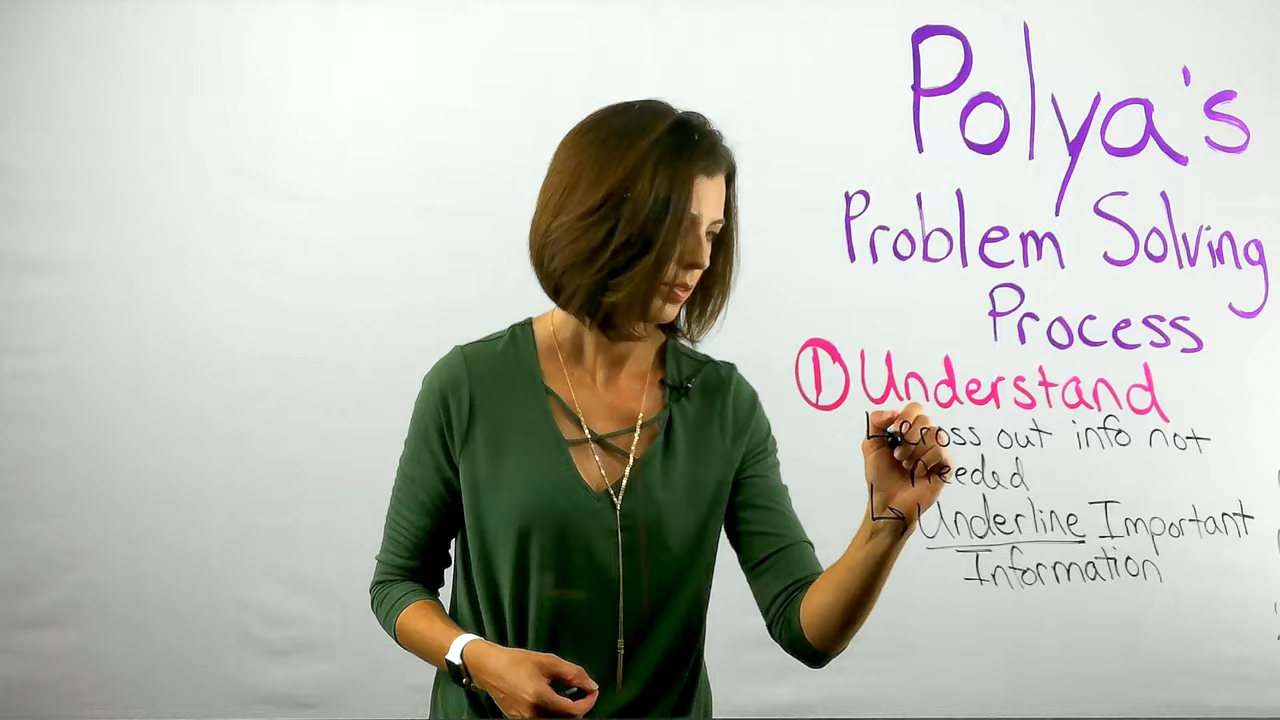 Polya's
Problem Solving
Process
① Understand
↳ cross out info not
needed
↳ Underline Important
Information